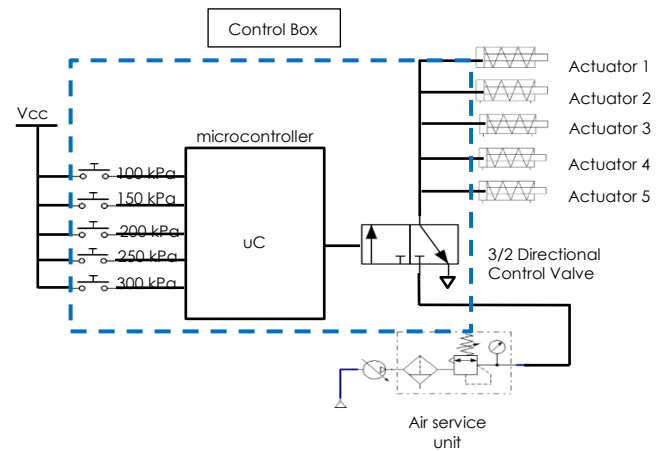 Control Box
Actuator 1
Actuator 2
Actuator 3
Actuator 4
Actuator 5
Vcc
microcontroller
100 kPa
150 kPa
200 kPa
250 kPa
300 kPa
uC
3/2 Directional
Control Valve
Air service
unit